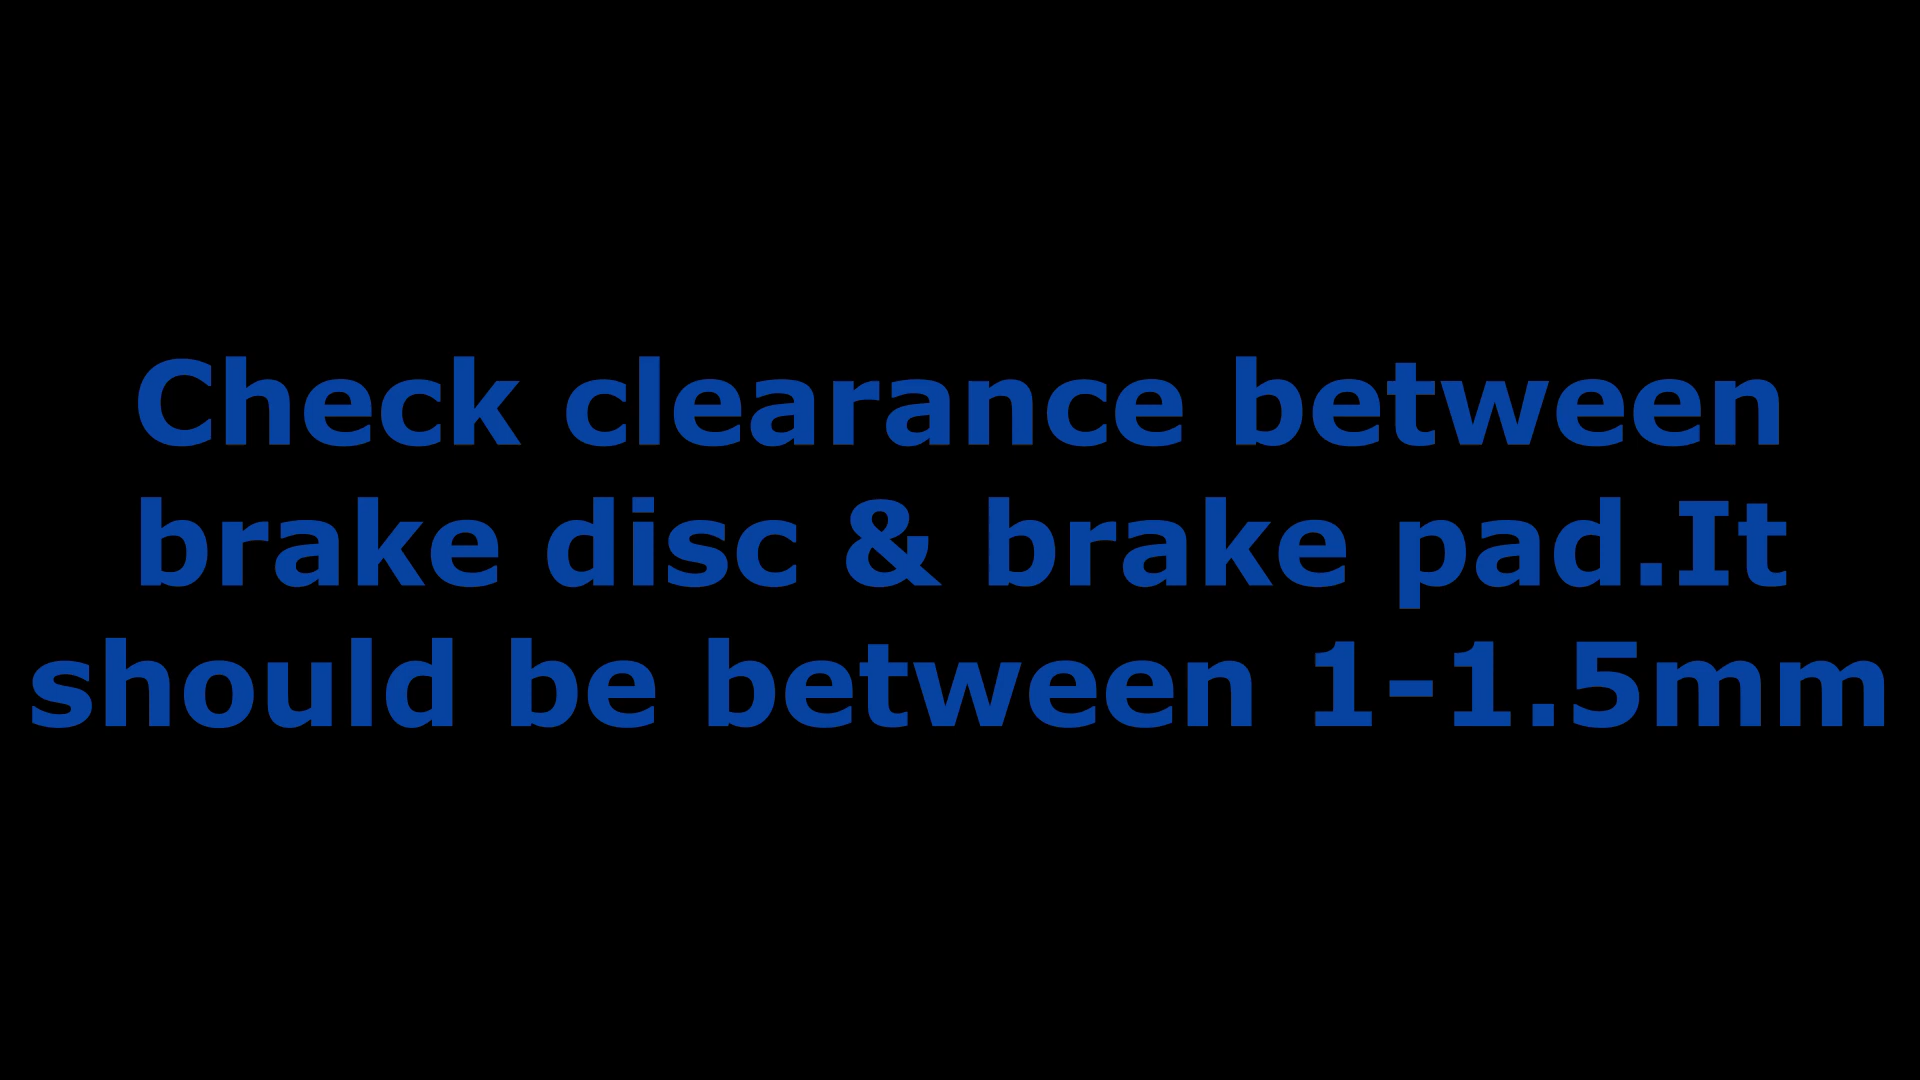 Check clearance between
brake disc & brake pad.It
should be between 1-1.5mm